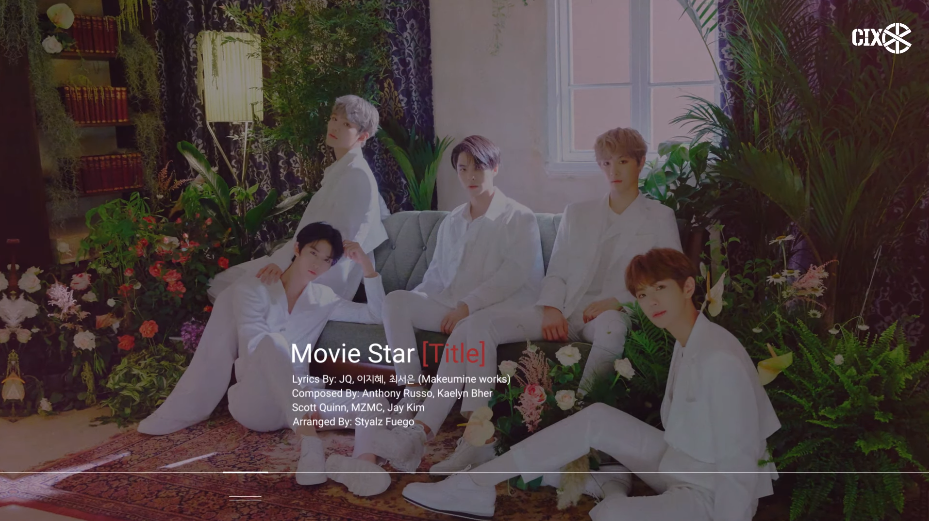 CIX
Movie Star [Title]
Lyrics By: JQ, 이지혜, 최서은 (Makeumine works)
Composed By: Anthony Russo, Kaelyn Bher
Scott Quinn, MZMC, Jay Kim
Arranged By: Styalz Fuego